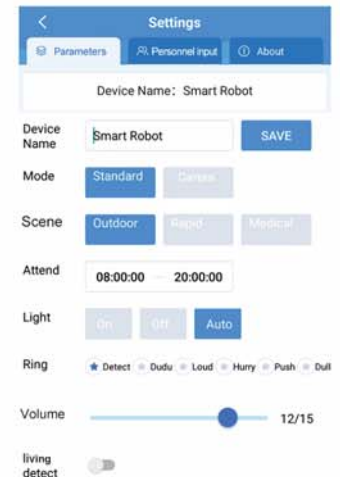 Settings
Parameters Personnel input About
Device Name: Smart Robot
Device Name Smart Robot SAVE
Mode Standard
Scene Outdoor Rapid Medical
Attend 08:00:00 20:00:00
Light On Off Auto
Ring Detect Dudu Loud Hurry Push Dull
Volume 12/15
living detect